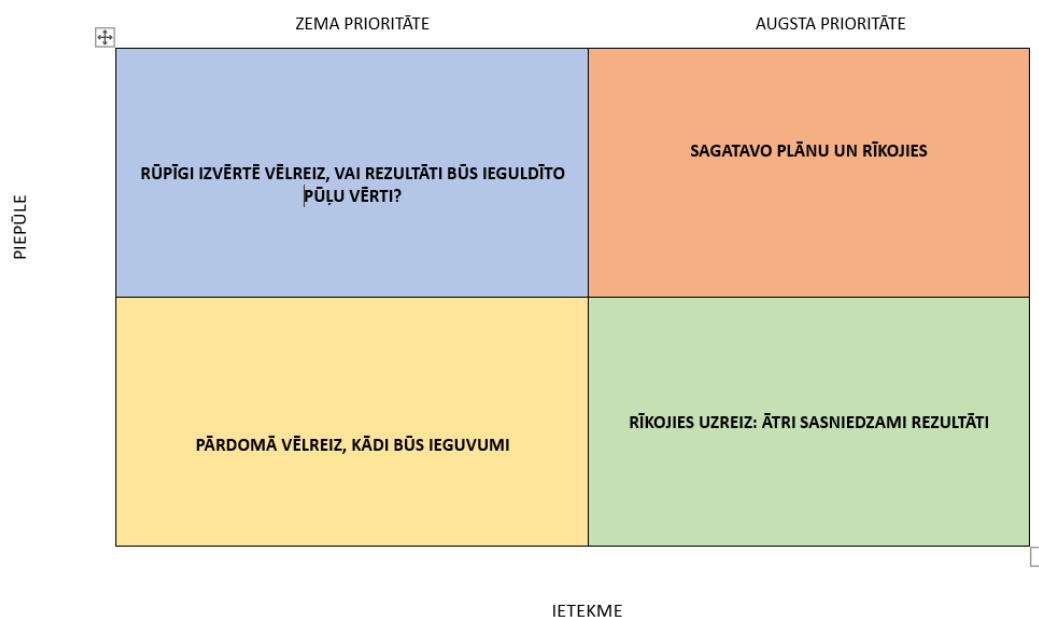 ZEMA PRIORITĀTE
AUGSTA PRIORITĀTE
PIEPŪLE
RŪPĪGI IZVĒRTĒ VĒLREIZ, VAI REZULTĀTI BŪS IEGULDĪTO
PŪĻU VĒRTI?
SAGATAVO PLĀNU UN RĪKOJIES
PĀRDOMĀ VĒLREIZ, KĀDI BŪS IEGUVUMI
RĪKOJIES UZREIZ: ĀTRI SASNIEDZAMI REZULTĀTI
IETEKME